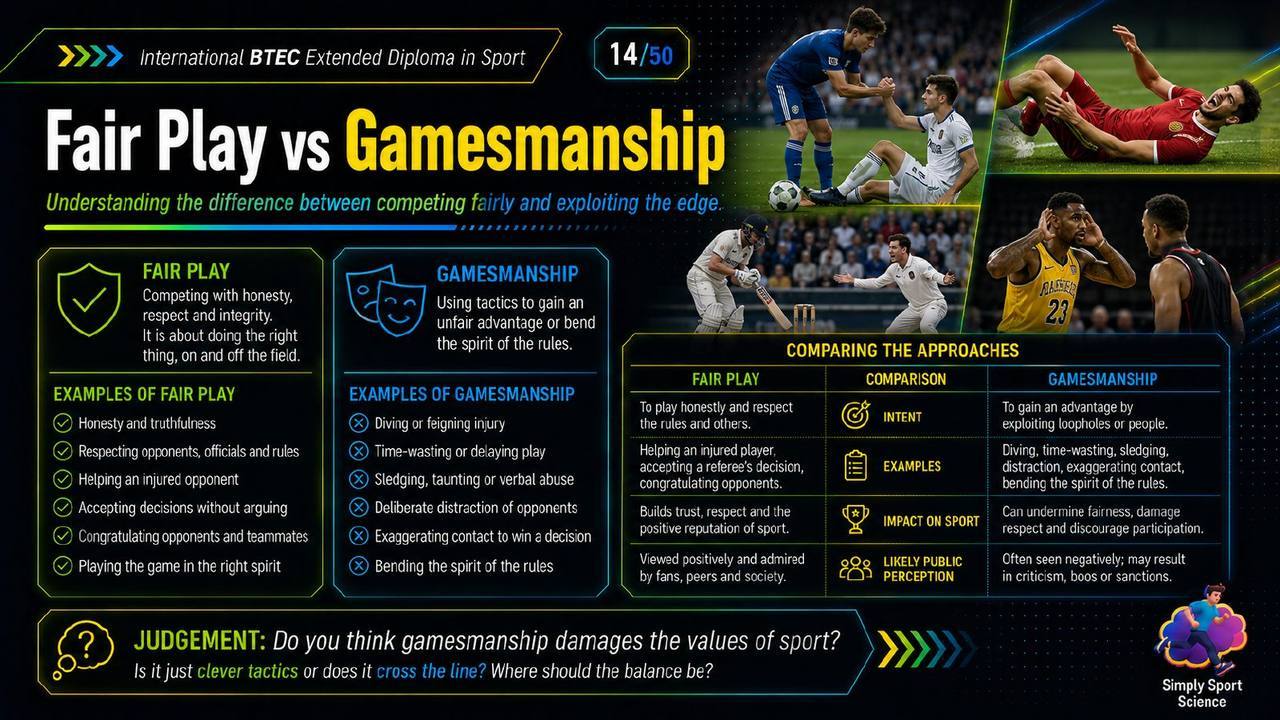 International BTEC Extended Diploma in Sport
14/50
Fair Play vs Gamesmanship
Understanding the difference between competing fairly and exploiting the edge.
FAIR PLAY
Competing with honesty,
respect and integrity.
It is about doing the right
thing, on and off the field.
EXAMPLES OF FAIR PLAY
Honesty and truthfulness
Respecting opponents, officials and rules
Helping an injured opponent
Accepting decisions without arguing
Congratulating opponents and teammates
Playing the game in the right spirit
GAMESMANSHIP
Using tactics to gain an
unfair advantage or bend
the spirit of the rules.
EXAMPLES OF GAMESMANSHIP
Diving or feigning injury
Time-wasting or delaying play
Sledging, taunting or verbal abuse
Deliberate distraction of opponents
Exaggerating contact to win a decision
Bending the spirit of the rules
23
COMPARING THE APPROACHES
FAIR PLAY
COMPARISON
GAMESMANSHIP
To play honestly and respect
the rules and others.
INTENT
To gain an advantage by
exploiting loopholes or people.
Helping an injured player,
accepting a referee's decision,
congratulating opponents.
EXAMPLES
Diving, time-wasting, sledging,
distraction, exaggerating contact,
bending the spirit of the rules.
Builds trust, respect and the
positive reputation of sport.
IMPACT ON SPORT
Can undermine fairness, damage
respect and discourage participation.
Viewed positively and admired
by fans, peers and society.
LIKELY PUBLIC
PERCEPTION
Often seen negatively; may result
in criticism, boos or sanctions.
JUDGEMENT: Do you think gamesmanship damages the values of sport?
Is it just clever tactics or does it cross the line? Where should the balance be?
Simply Sport
Science